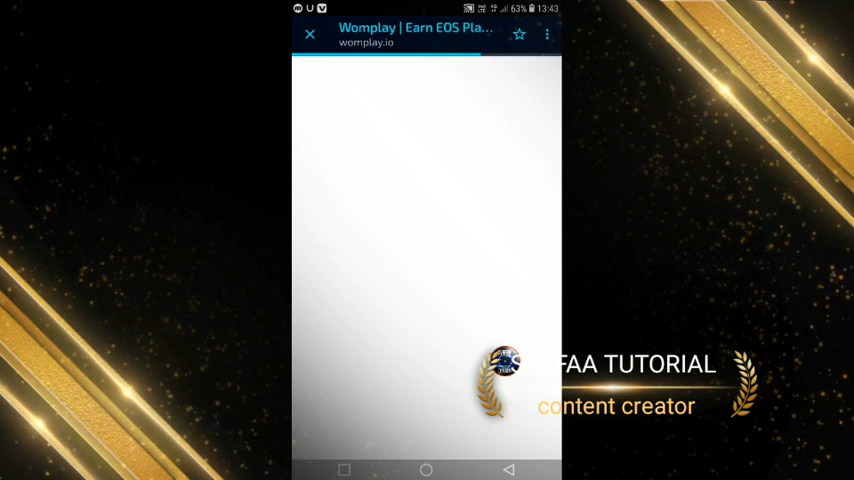 63% 13:43
Womplay | Earn EOS Pla...
womplay.io
TUTORIAL
content creator